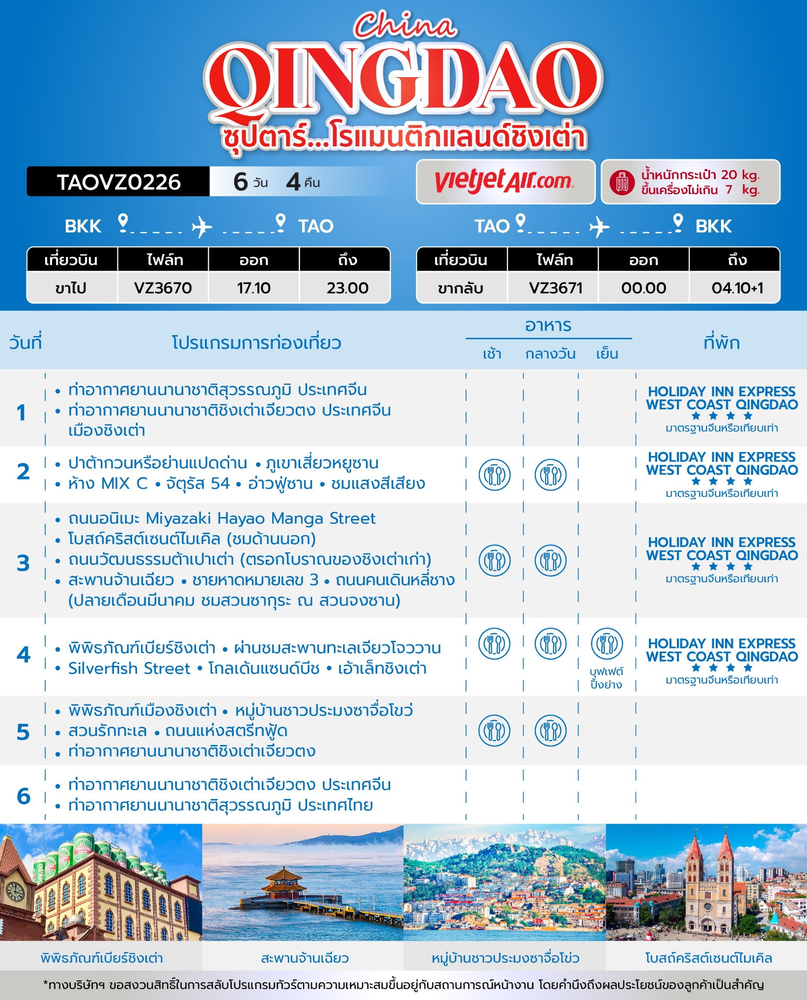 China
QINGDAO
ซุปตาร์...โรแมนติกแลนด์ชิงเต่า
TAOVZ0226 6 วัน 4 คืน
vietjetAir.com
น้ำหนักกระเป๋า 20 kg.
ขึ้นเครื่องไม่เกิน 7 kg.
BKK TAO
TAO BKK
เที่ยวบิน ไฟล์ท ออก ถึง
ขาไป VZ3670 17.10 23.00
เที่ยวบิน ไฟล์ท ออก ถึง
ขากลับ VZ3671 00.00 04.10+1
วันที่ โปรแกรมการท่องเที่ยว อาหาร ที่พัก
เช้า กลางวัน เย็น
1
• ท่าอากาศยานนานาชาติสุวรรณภูมิ ประเทศจีน
• ท่าอากาศยานนานาชาติชิงเต่าเจียวตง ประเทศจีน
เมืองชิงเต่า
HOLIDAY INN EXPRESS
WEST COAST QINGDAO
มาตรฐานจีนหรือเทียบเท่า
2
• ปาต้ากวนหรือย่านแปดด่าน • ภูเขาเสี่ยวหยูซาน
• ห้าง MIX C • จัตุรัส 54 • อ่าวฟู่ซาน • ชมแสงสีเสียง
HOLIDAY INN EXPRESS
WEST COAST QINGDAO
มาตรฐานจีนหรือเทียบเท่า
3
• ถนนอนิเมะ Miyazaki Hayao Manga Street
• โบสถ์คริสต์เซนต์ไมเคิล (ชมด้านนอก)
• ถนนวัฒนธรรมต้าเปาเต่า (ตรอกโบราณของชิงเต่าเก่า)
• สะพานจ้านเฉียว • ชายหาดหมายเลข 3 • ถนนคนเดินหลี่ชาง
(ปลายเดือนมีนาคม ชมสวนซากุระ ณ สวนจงซาน)
HOLIDAY INN EXPRESS
WEST COAST QINGDAO
มาตรฐานจีนหรือเทียบเท่า
4
• พิพิธภัณฑ์เบียร์ชิงเต่า • ผ่านชมสะพานทะเลเจียวโจววาน
• Silverfish Street • โกลเด้นแซนด์บีช • เอ้าเล็ทชิงเต่า
บุฟเฟต์
ปิ้งย่าง
HOLIDAY INN EXPRESS
WEST COAST QINGDAO
มาตรฐานจีนหรือเทียบเท่า
5
• พิพิธภัณฑ์เมืองชิงเต่า • หมู่บ้านชาวประมงซาจื่อโขว่
• สวนรักทะเล • ถนนแห่งสตรีทฟู้ด
• ท่าอากาศยานนานาชาติชิงเต่าเจียวตง
6
• ท่าอากาศยานนานาชาติชิงเต่าเจียวตง ประเทศจีน
• ท่าอากาศยานนานาชาติสุวรรณภูมิ ประเทศไทย
TSINGTAO
พิพิธภัณฑ์เบียร์ชิงเต่า สะพานจ้านเฉียว หมู่บ้านชาวประมงซาจื่อโข่ว โบสถ์คริสต์เซนต์ไมเคิล
*ทางบริษัทฯ ขอสงวนสิทธิ์ในการสลับโปรแกรมทัวร์ตามความเหมาะสมขึ้นอยู่กับสถานการณ์หน้างาน โดยคำนึงถึงผลประโยชน์ของลูกค้าเป็นสำคัญ